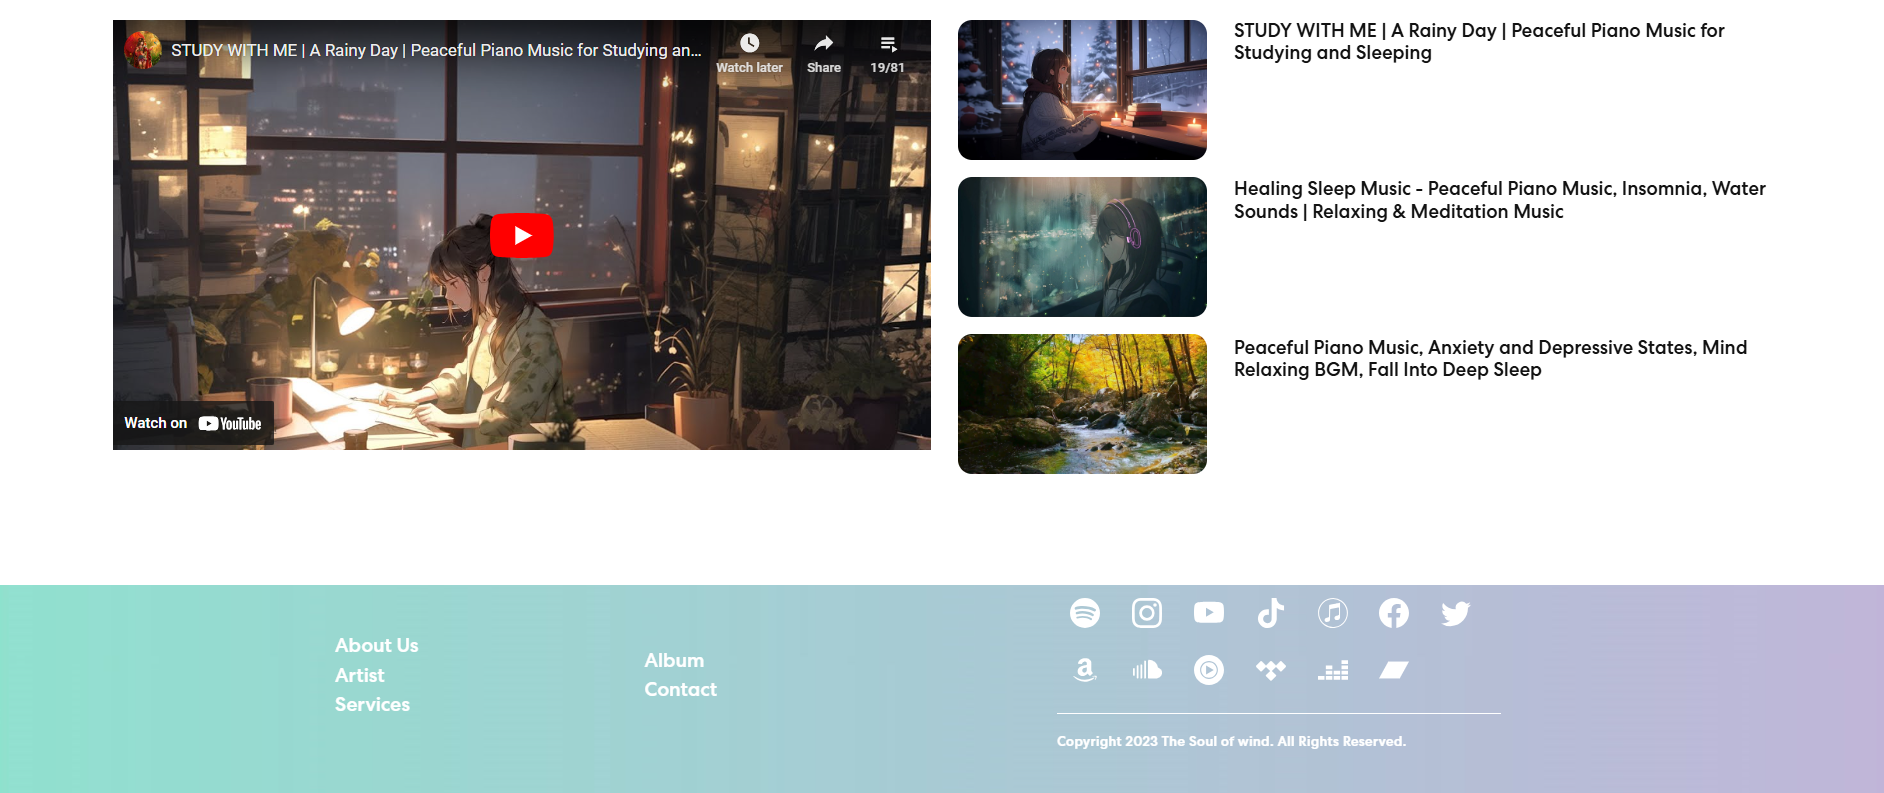 STUDY WITH ME | A Rainy Day | Peaceful Piano Music for Studying an...
Watch later
Share
19/81
Watch on YouTube
STUDY WITH ME | A Rainy Day | Peaceful Piano Music for
Studying and Sleeping
Healing Sleep Music - Peaceful Piano Music, Insomnia, Water
Sounds | Relaxing & Meditation Music
Peaceful Piano Music, Anxiety and Depressive States, Mind
Relaxing BGM, Fall Into Deep Sleep
About Us
Artist
Services
Album
Contact
Copyright 2023 The Soul of wind. All Rights Reserved.